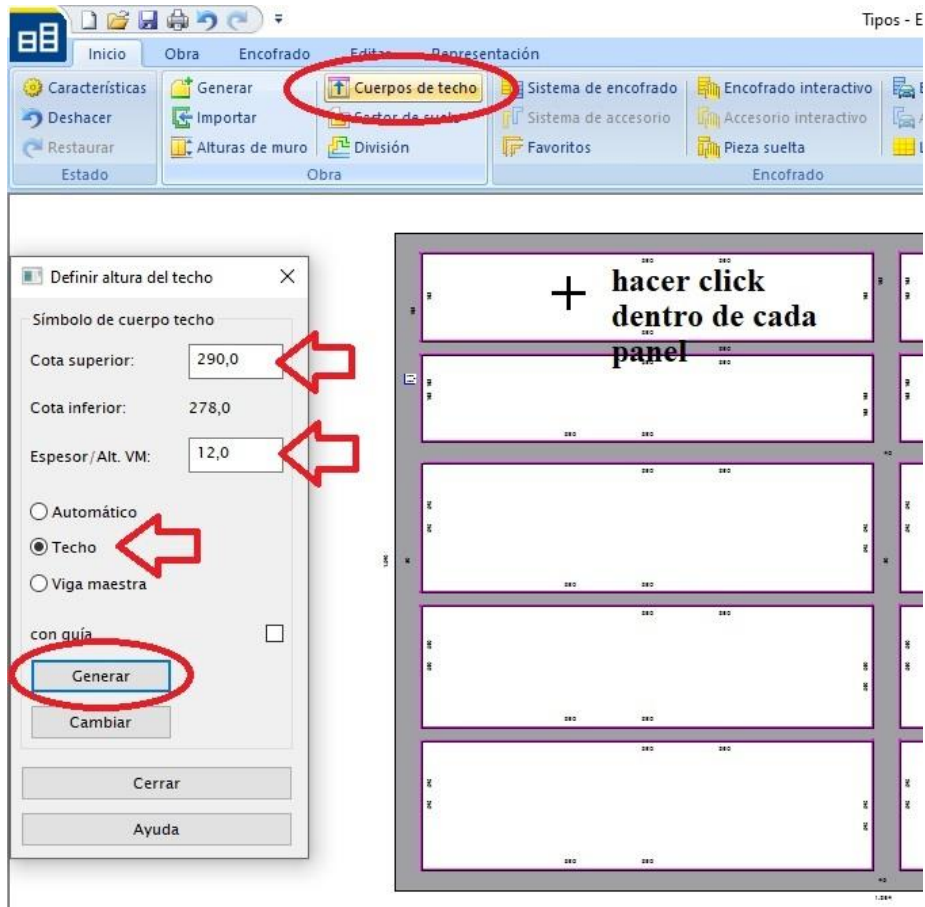 Tipos - E
Inicio Obra Encofrado Editar Representación
Características Generar Cuerpos de techo Sistema de encofrado Encofrado interactivo
Deshacer Importar Sector de suelo Sistema de accesorio Accesorio interactivo
Restaurar Alturas de muro División Favoritos Pieza suelta
Estado Obra Encofrado
Definir altura del techo
Símbolo de cuerpo techo
Cota superior: 290,0
Cota inferior: 278,0
Espesor/Alt. VM: 12,0
Automático
Techo
Viga maestra
con guía
Generar
Cambiar
Cerrar
Ayuda
hacer click
dentro de cada
panel